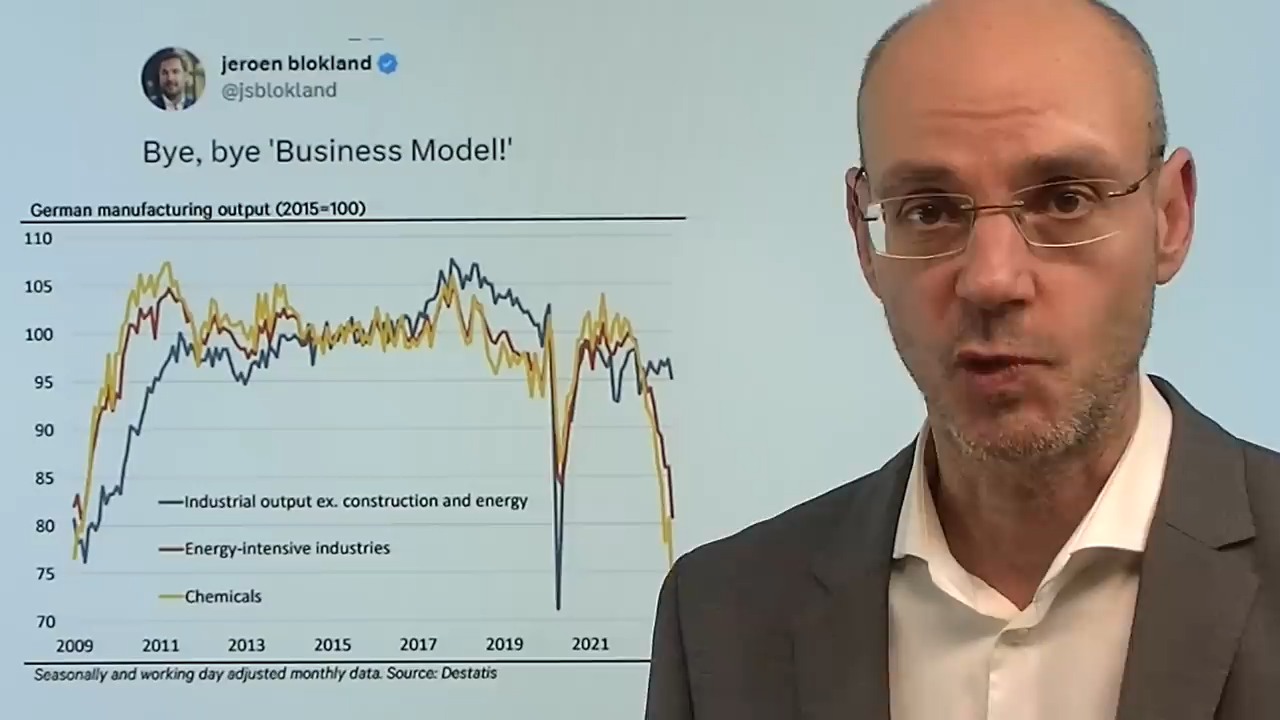 jeroen blokland
@jsblokland
Bye, bye 'Business Model!'
German manufacturing output (2015=100)
110
105
100
95
90
85
80
75
70
Industrial output ex. construction and energy
Energy-intensive industries
Chemicals
2009 2011 2013 2015 2017 2019 2021
Seasonally and working day adjusted monthly data. Source: Destatis